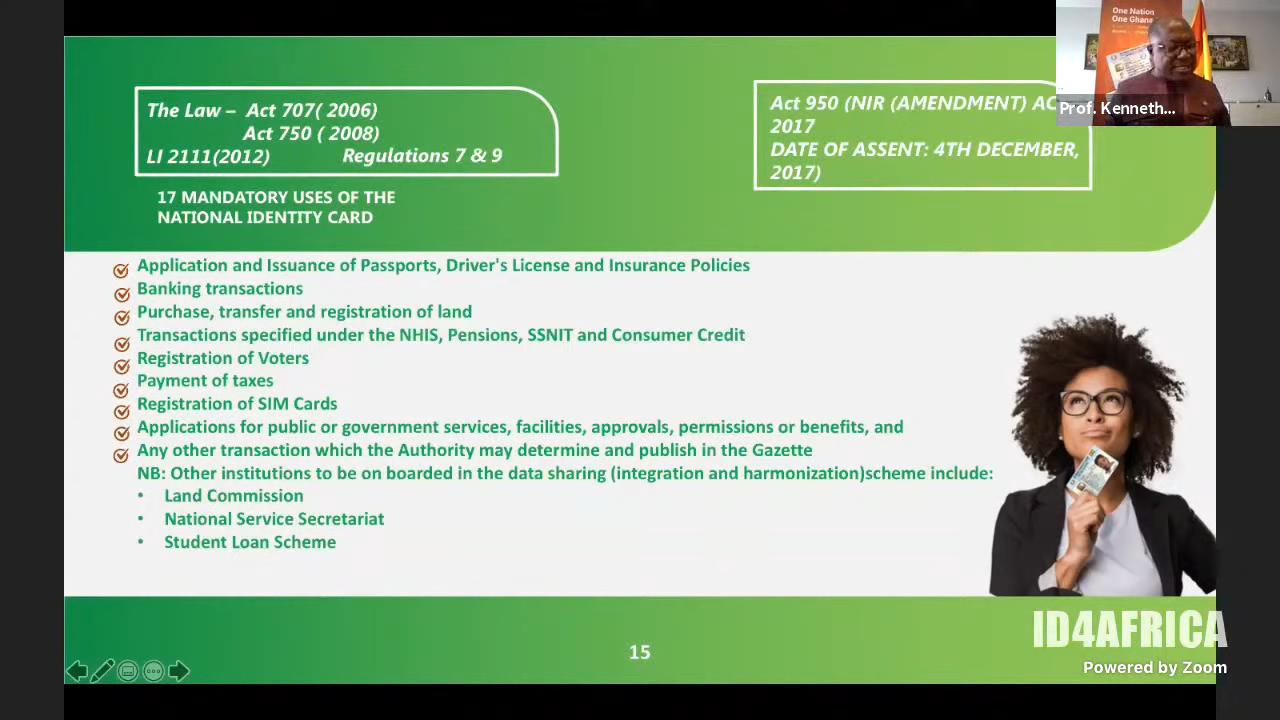 One Nation
One Ghana
Prof. Kenneth...
The Law – Act 707( 2006)
Act 750 ( 2008)
LI 2111(2012) Regulations 7 & 9
Act 950 (NIR (AMENDMENT)
2017
DATE OF ASSENT: 4TH DECEMBER,
2017)
17 MANDATORY USES OF THE
NATIONAL IDENTITY CARD
Application and Issuance of Passports, Driver's License and Insurance Policies
Banking transactions
Purchase, transfer and registration of land
Transactions specified under the NHIS, Pensions, SSNIT and Consumer Credit
Registration of Voters
Payment of taxes
Registration of SIM Cards
Applications for public or government services, facilities, approvals, permissions or benefits, and
Any other transaction which the Authority may determine and publish in the Gazette
NB: Other institutions to be on boarded in the data sharing (integration and harmonization)scheme include:
• Land Commission
• National Service Secretariat
• Student Loan Scheme
15
ID4AFRICA
Powered by Zoom